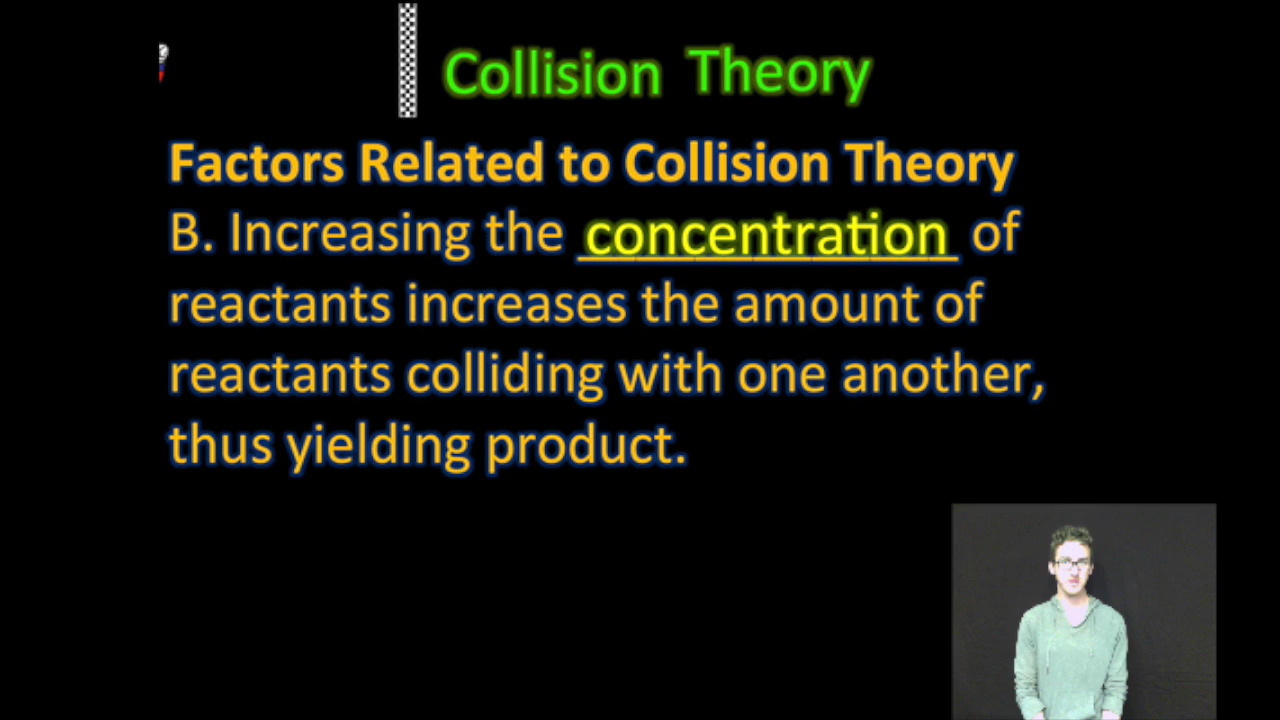 Collision Theory
Factors Related to Collision Theory
B. Increasing the concentration of
reactants increases the amount of
reactants colliding with one another,
thus yielding product.